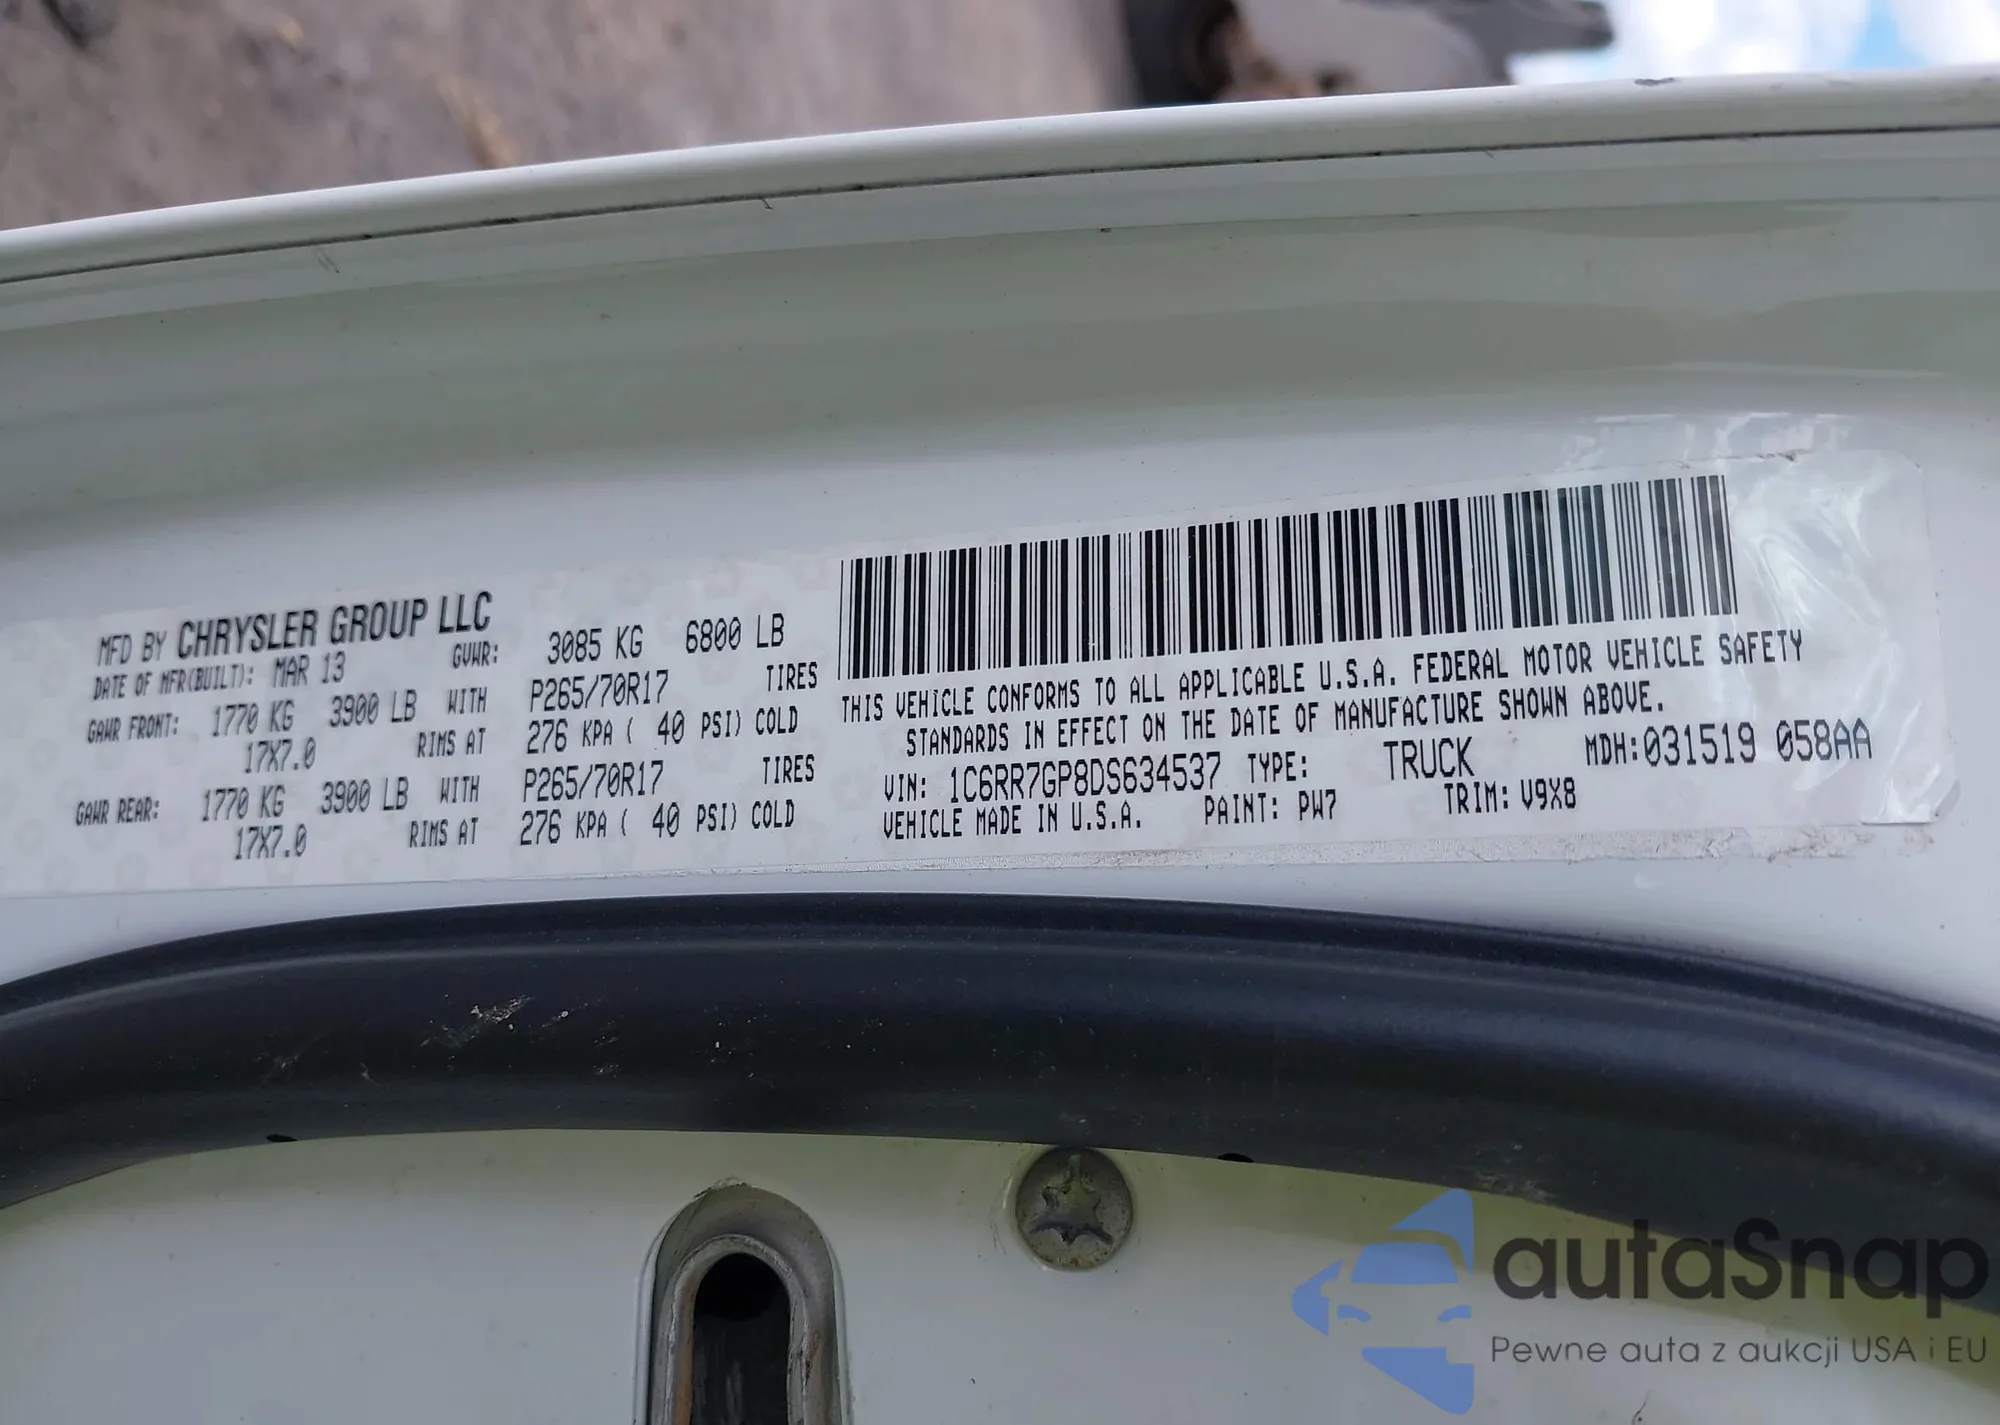 MFD BY CHRYSLER GROUP LLC
DATE OF MFR(BUILT): MAR 13 GVWR: 3085 KG 6800 LB
GAWR FRONT: 1770 KG 3900 LB WITH P265/70R17 TIRES
17X7.0 RIMS AT 276 KPA ( 40 PSI) COLD
GAWR REAR: 1770 KG 3900 LB WITH P265/70R17 TIRES
17X7.0 RIMS AT 276 KPA ( 40 PSI) COLD
THIS VEHICLE CONFORMS TO ALL APPLICABLE U.S.A. FEDERAL MOTOR VEHICLE SAFETY
STANDARDS IN EFFECT ON THE DATE OF MANUFACTURE SHOWN ABOVE.
VIN: 1C6RR7GP8DS634537 TYPE: TRUCK MDH:031519 058AA
VEHICLE MADE IN U.S.A. PAINT: PW7 TRIM: V9X8
autaSnap
Pewne auta z aukcji USA i EU